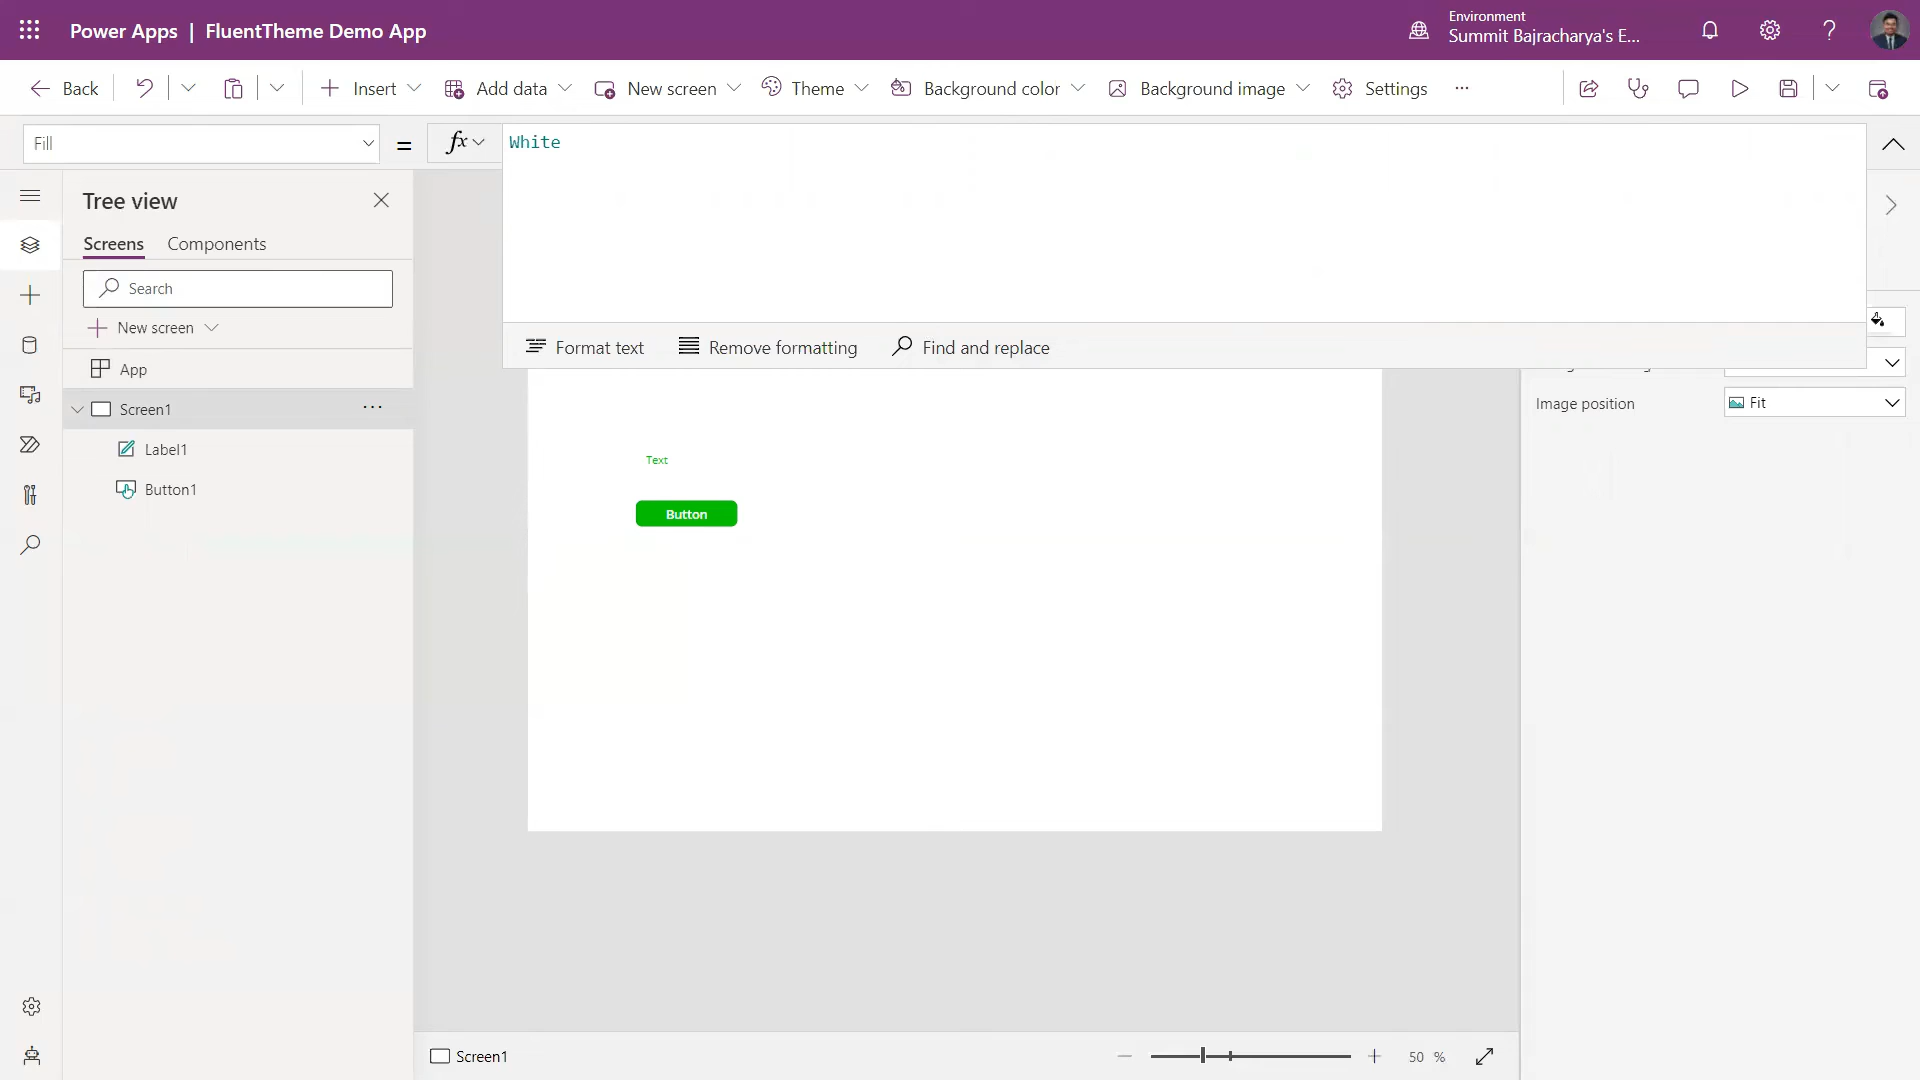 Power Apps | FluentTheme Demo App
Environment
Summit Bajracharya's E...
Back
Insert
Add data
New screen
Theme
Background color
Background image
Settings
Fill
=
fx
White
Tree view
Screens
Components
Search
New screen
App
Screen1
Label1
Button1
Format text
Remove formatting
Find and replace
Image position
Fit
Text
Button
Screen1
50 %